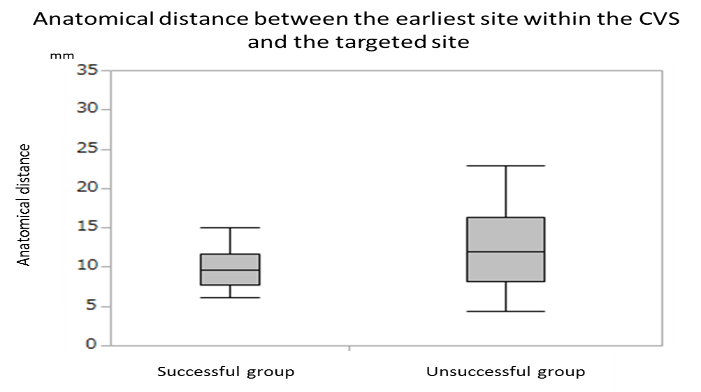 Anatomical distance between the earliest site within the CVS
and the targeted site
mm
35
30
25
20
15
10
5
0
Anatomical distance
Successful group
Unsuccessful group